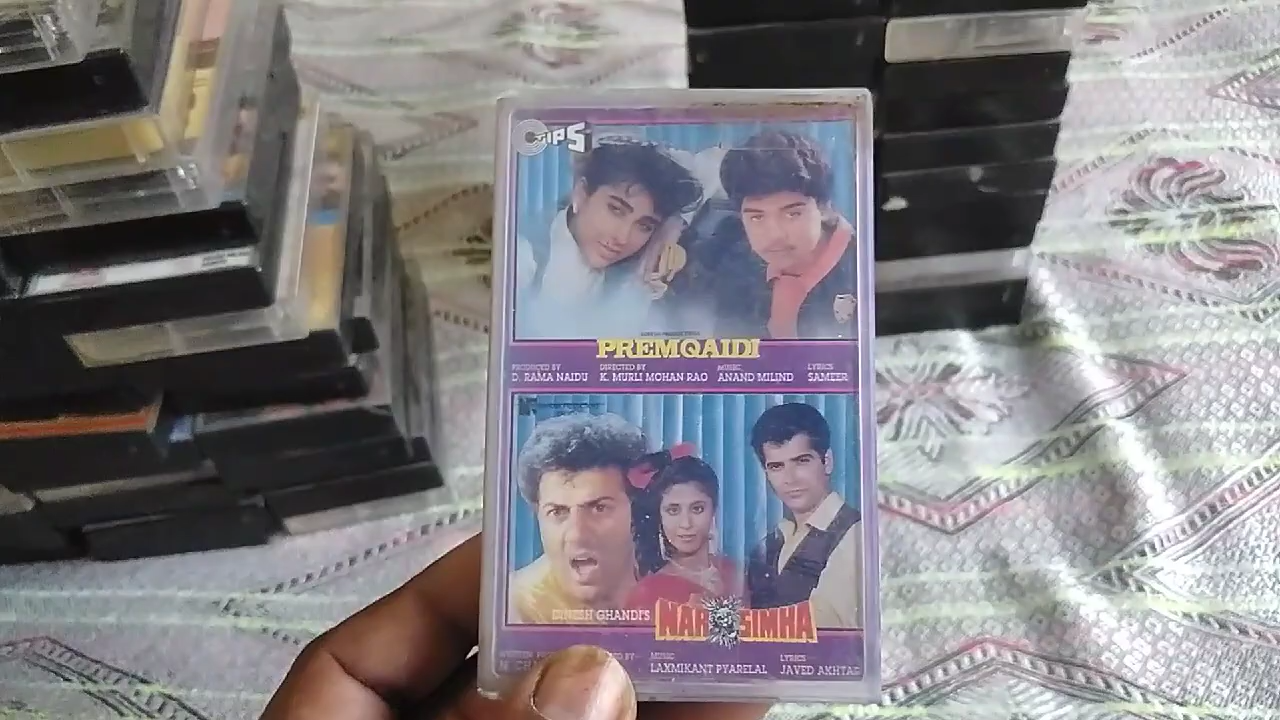 TIPS
PREMQAIDI
PRODUCED BY DIRECTED BY MUSIC LYRICS
D. RAMA NAIDU K. MURLI MOHAN RAO ANAND MILIND SAMEER
DINESH GHANDI'S NARSIMHA
MUSIC LYRICS
LAXMIKANT PYARELAL JAVED AKHTAR